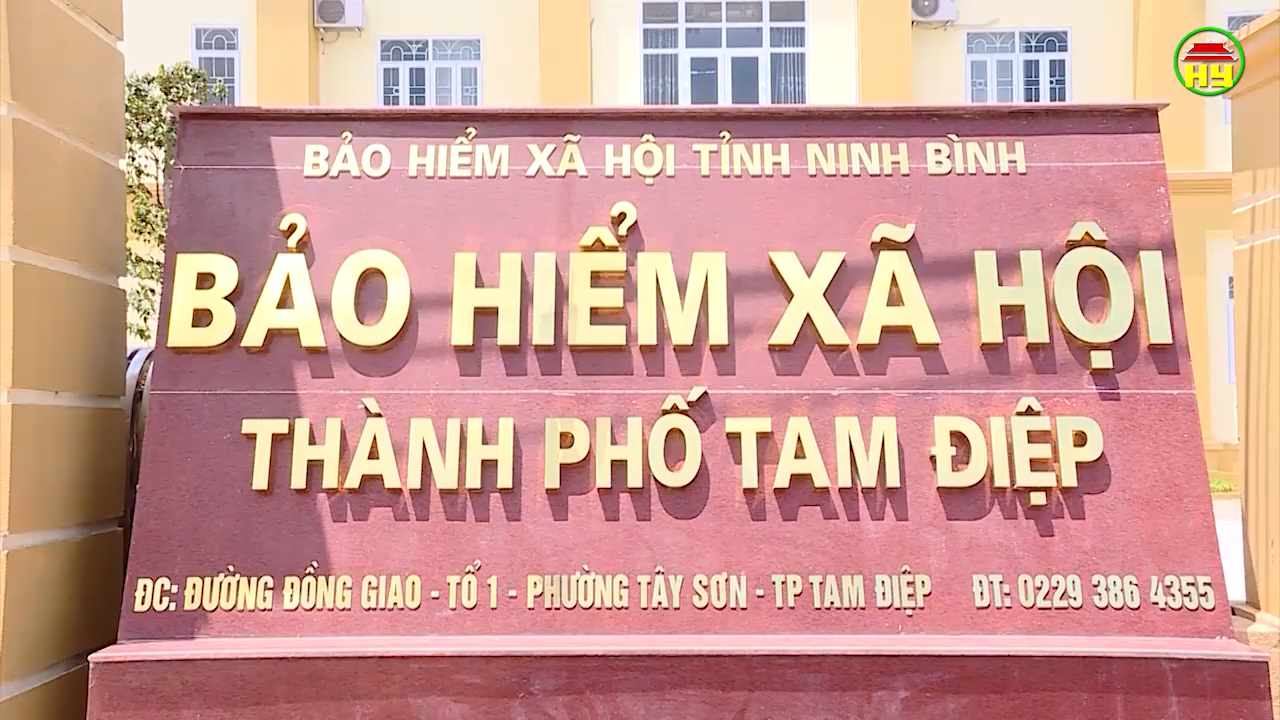 HY
BẢO HIỂM XÃ HỘI TỈNH NINH BÌNH
BẢO HIỂM XÃ HỘI
THÀNH PHỐ TAM ĐIỆP
ĐC: ĐƯỜNG ĐỒNG GIAO - TỔ 1 - PHƯỜNG TÂY SƠN - TP TAM ĐIỆP ĐT: 0229 386 4355